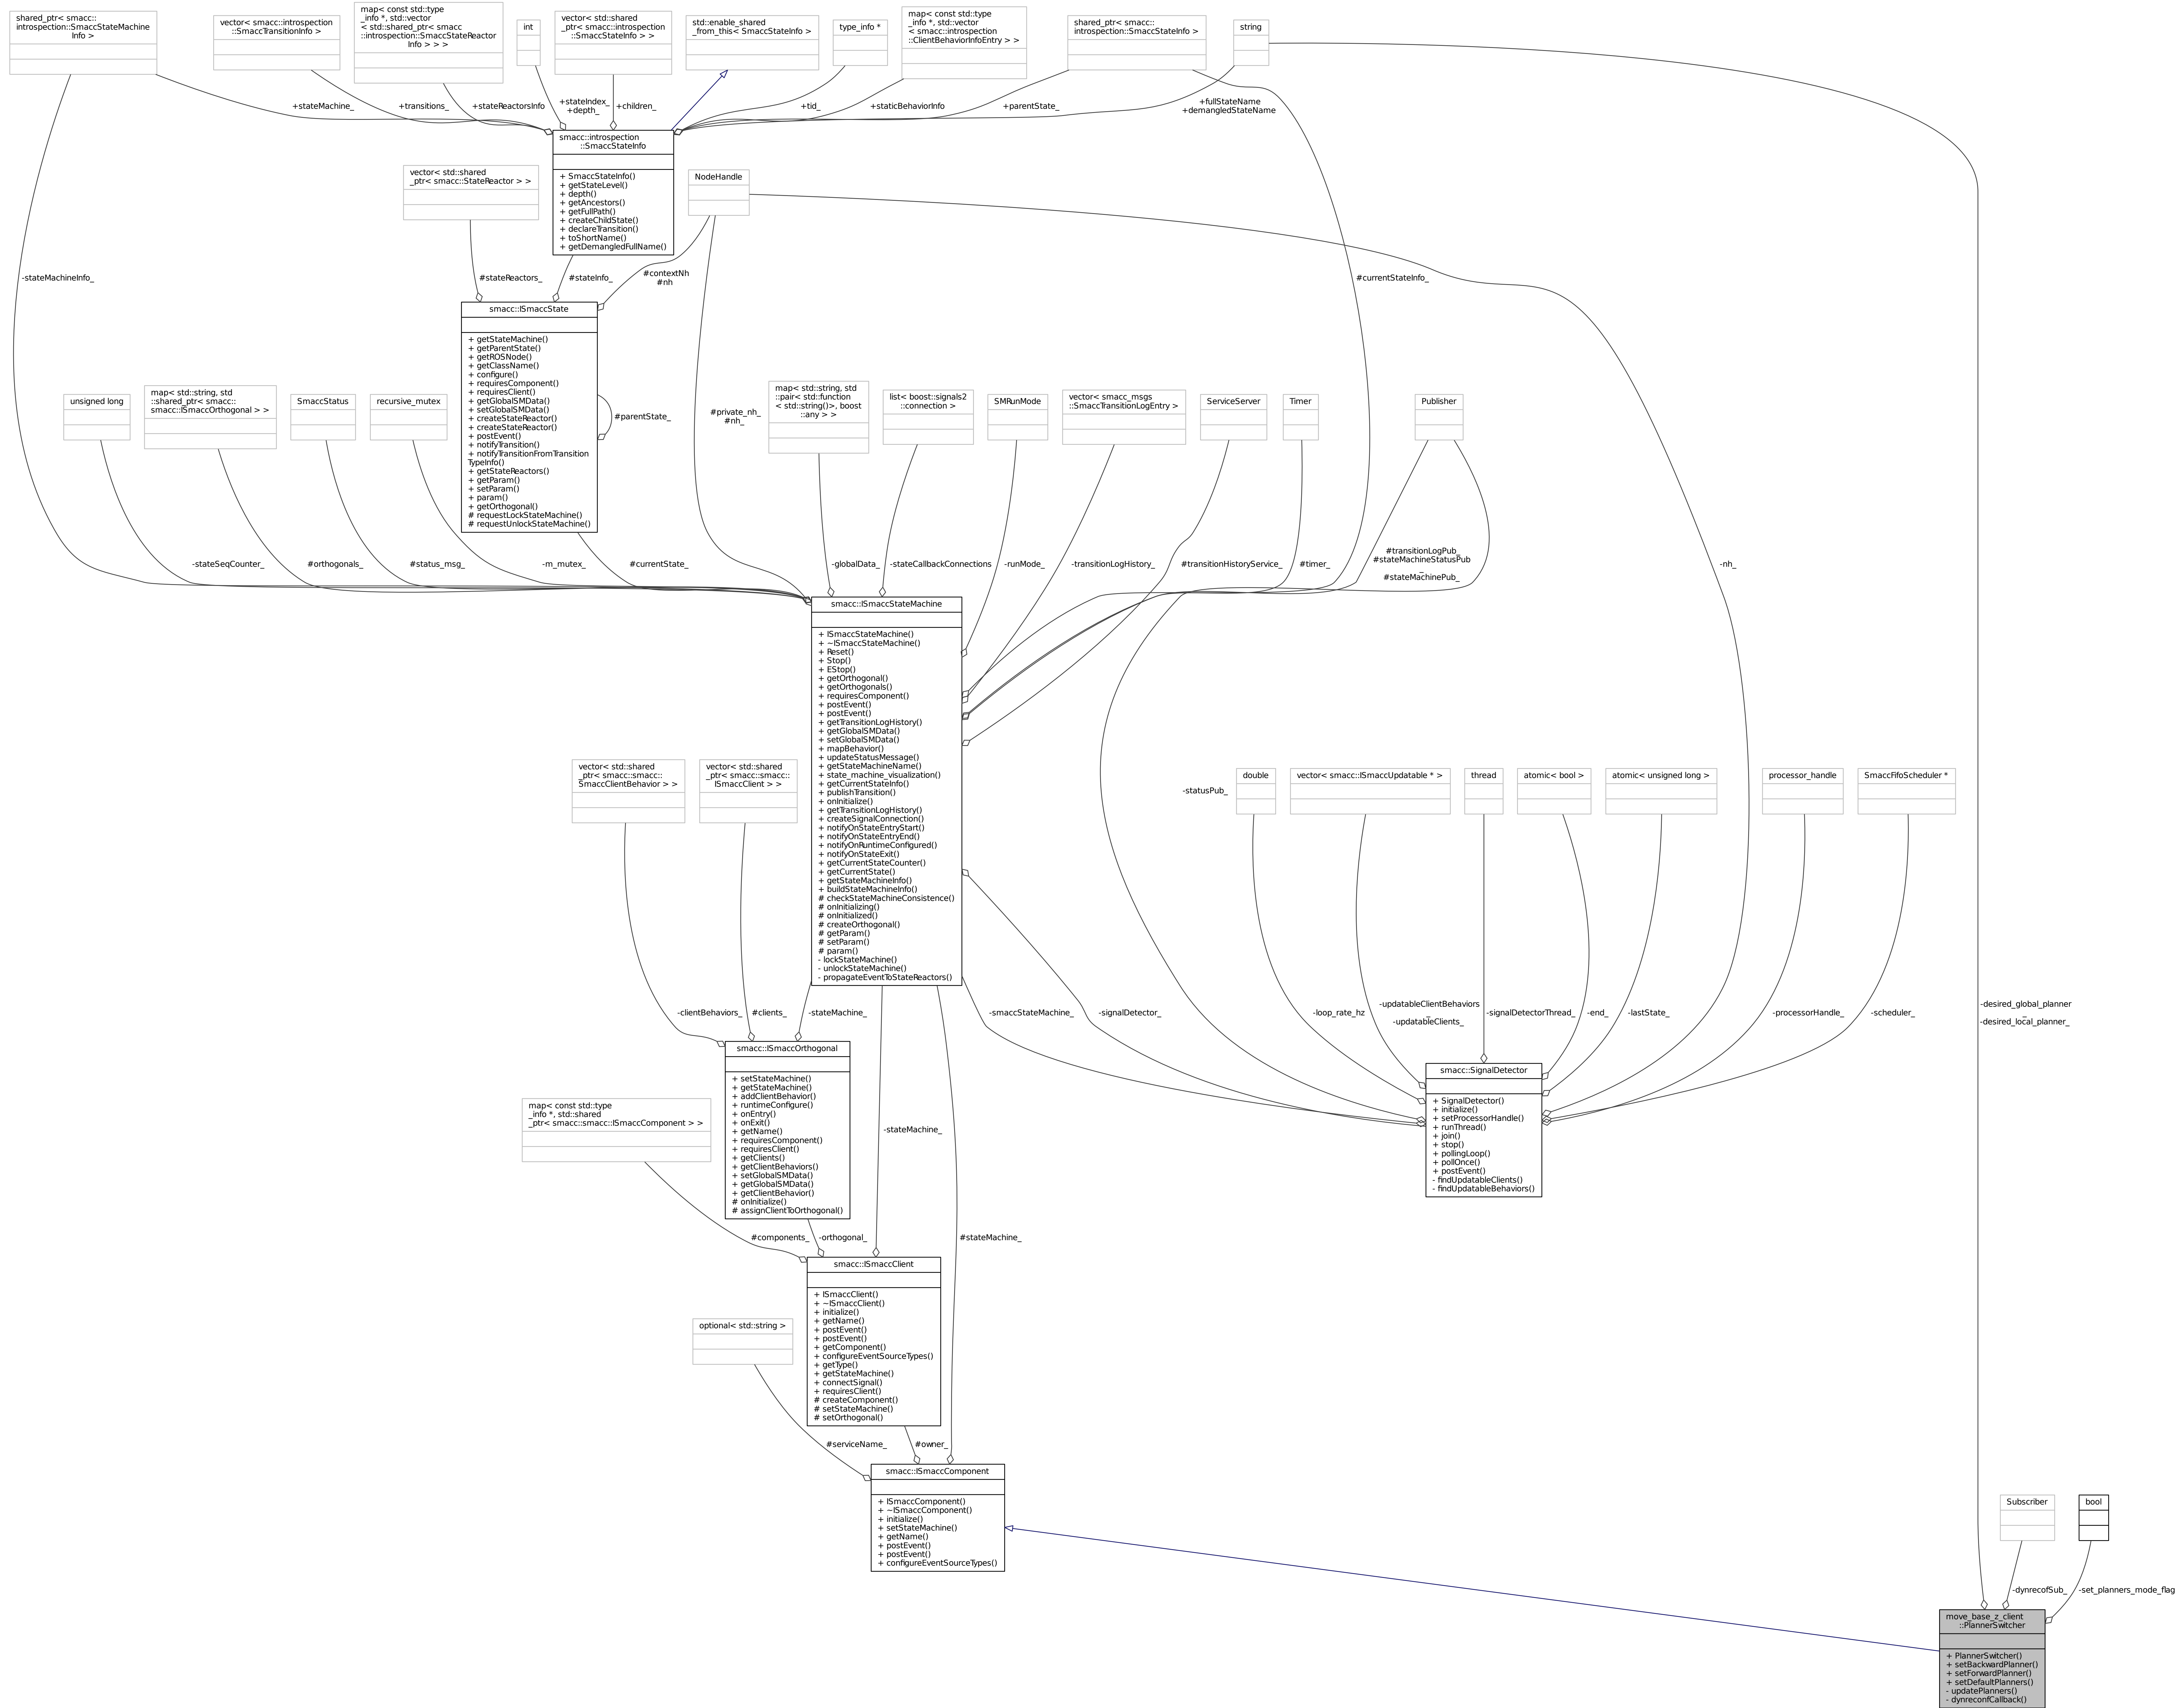 shared_ptr< smacc::
introspection::SmaccStateMachine
Info >
vector< smacc::introspection
::SmaccTransitionInfo >
map< const std::type
_info *, std::vector
< std::shared_ptr< smacc
::introspection::SmaccStateReactor
Info > > >
int
vector< std::shared
_ptr< smacc::introspection
::SmaccStateInfo > >
std::enable_shared
_from_this< SmaccStateInfo >
type_info *
map< const std::type
_info *, std::vector
< smacc::introspection
::ClientBehaviorInfoEntry > >
shared_ptr< smacc::
introspection::SmaccStateInfo >
string
+stateMachine_
+transitions_
+stateReactorsInfo
+stateIndex_
+depth_
+children_
+tid_
+staticBehaviorInfo
+parentState_
+fullStateName
+demangledStateName
smacc::introspection
::SmaccStateInfo
+ SmaccStateInfo()
+ getStateLevel()
+ depth()
+ getAncestors()
+ getFullPath()
+ createChildState()
+ declareTransition()
+ toShortName()
+ getDemangledFullName()
vector< std::shared
_ptr< smacc::StateReactor > >
NodeHandle
-stateMachineInfo_
#stateReactors_
#stateInfo_
#contextNh
#nh
#currentStateInfo_
smacc::ISmaccState
+ getStateMachine()
+ getParentState()
+ getROSNode()
+ getClassName()
+ configure()
+ requiresComponent()
+ requiresClient()
+ getGlobalSMData()
+ setGlobalSMData()
+ createStateReactor()
+ createStateReactor()
+ postEvent()
+ notifyTransition()
+ notifyTransitionFromTransition
TypeInfo()
+ getStateReactors()
+ getParam()
+ setParam()
+ param()
+ getOrthogonal()
# requestLockStateMachine()
# requestUnlockStateMachine()
#parentState_
unsigned long
map< std::string, std
::shared_ptr< smacc::
smacc::ISmaccOrthogonal > >
SmaccStatus
recursive_mutex
#private_nh_
#nh_
map< std::string, std
::pair< std::function
< std::string()>, boost
::any > >
list< boost::signals2
::connection >
SMRunMode
vector< smacc_msgs
::SmaccTransitionLogEntry >
ServiceServer
Timer
Publisher
-stateSeqCounter_
#orthogonals_
#status_msg_
-m_mutex_
#currentState_
-globalData_
-stateCallbackConnections
-runMode_
-transitionLogHistory_
#transitionHistoryService_
#timer_
#transitionLogPub_
#stateMachineStatusPub
_
#stateMachinePub_
-nh_
smacc::ISmaccStateMachine
+ ISmaccStateMachine()
+ ~ISmaccStateMachine()
+ Reset()
+ Stop()
+ EStop()
+ getOrthogonal()
+ getOrthogonals()
+ requiresComponent()
+ postEvent()
+ postEvent()
+ getTransitionLogHistory()
+ getGlobalSMData()
+ setGlobalSMData()
+ mapBehavior()
+ updateStatusMessage()
+ getStateMachineName()
+ state_machine_visualization()
+ getCurrentStateInfo()
+ publishTransition()
+ onInitialize()
+ getTransitionLogHistory()
+ createSignalConnection()
+ notifyOnStateEntryStart()
+ notifyOnStateEntryEnd()
+ notifyOnRuntimeConfigured()
+ notifyOnStateExit()
+ getCurrentStateCounter()
+ getCurrentState()
+ getStateMachineInfo()
+ buildStateMachineInfo()
# checkStateMachineConsistence()
# onInitializing()
# onInitialized()
# createOrthogonal()
# getParam()
# setParam()
# param()
- lockStateMachine()
- unlockStateMachine()
- propagateEventToStateReactors()
vector< std::shared
_ptr< smacc::smacc::
SmaccClientBehavior > >
vector< std::shared
_ptr< smacc::smacc::
ISmaccClient > >
-statusPub_
double
vector< smacc::ISmaccUpdatable * >
thread
atomic< bool >
atomic< unsigned long >
processor_handle
SmaccFifoScheduler *
-clientBehaviors_
#clients_
-stateMachine_
-smaccStateMachine_
-signalDetector_
-loop_rate_hz
-updatableClientBehaviors
_
-updatableClients_
-signalDetectorThread_
-end_
-lastState_
-processorHandle_
-scheduler_
-desired_global_planner
_
-desired_local_planner_
smacc::ISmaccOrthogonal
+ setStateMachine()
+ getStateMachine()
+ addClientBehavior()
+ runtimeConfigure()
+ onEntry()
+ onExit()
+ getName()
+ requiresComponent()
+ requiresClient()
+ getClients()
+ getClientBehaviors()
+ setGlobalSMData()
+ getGlobalSMData()
+ getClientBehavior()
# onInitialize()
# assignClientToOrthogonal()
smacc::SignalDetector
+ SignalDetector()
+ initialize()
+ setProcessorHandle()
+ runThread()
+ join()
+ stop()
+ pollingLoop()
+ pollOnce()
+ postEvent()
- findUpdatableClients()
- findUpdatableBehaviors()
map< const std::type
_info *, std::shared
_ptr< smacc::smacc::ISmaccComponent > >
-stateMachine_
#components_
-orthogonal_
#stateMachine_
smacc::ISmaccClient
+ ISmaccClient()
+ ~ISmaccClient()
+ initialize()
+ getName()
+ postEvent()
+ postEvent()
+ getComponent()
+ configureEventSourceTypes()
+ getType()
+ getStateMachine()
+ connectSignal()
+ requiresClient()
# createComponent()
# setStateMachine()
# setOrthogonal()
optional< std::string >
#serviceName_
#owner_
smacc::ISmaccComponent
+ ISmaccComponent()
+ ~ISmaccComponent()
+ initialize()
+ setStateMachine()
+ getName()
+ postEvent()
+ postEvent()
+ configureEventSourceTypes()
Subscriber
bool
-dynrecofSub_
-set_planners_mode_flag
move_base_z_client
::PlannerSwitcher
+ PlannerSwitcher()
+ setBackwardPlanner()
+ setForwardPlanner()
+ setDefaultPlanners()
- updatePlanners()
- dynreconfCallback()